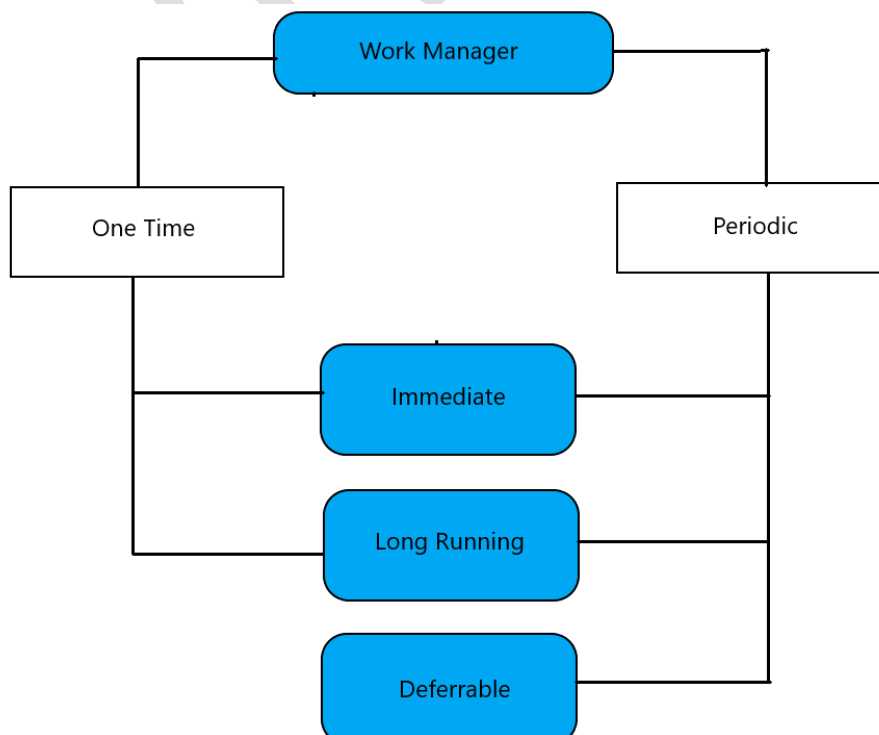 Work Manager
One Time
Periodic
Immediate
Long Running
Deferrable